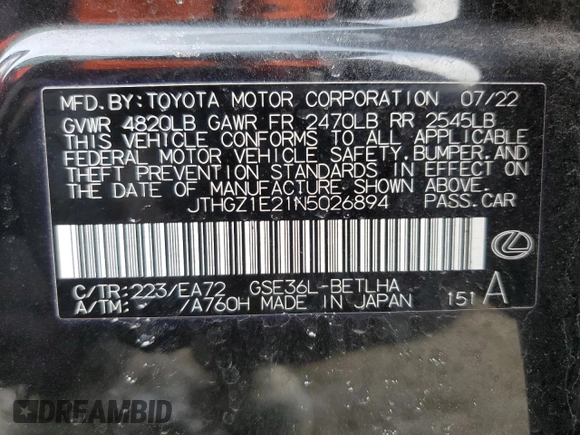 MFD. BY: TOYOTA MOTOR CORPORATION 07/22
GVWR 4820LB GAWR FR 2470LB RR 2545LB
THIS VEHICLE CONFORMS TO ALL APPLICABLE
FEDERAL MOTOR VEHICLE SAFETY, BUMPER, AND
THEFT PREVENTION STANDARDS IN EFFECT ON
THE DATE OF MANUFACTURE SHOWN ABOVE.
JTHGZ1E21N5026894 PASS. CAR
C/TR: 223/EA72 GSE36L-BETLHA
A/TM: - /A760H MADE IN JAPAN 151 A
DREAMBID